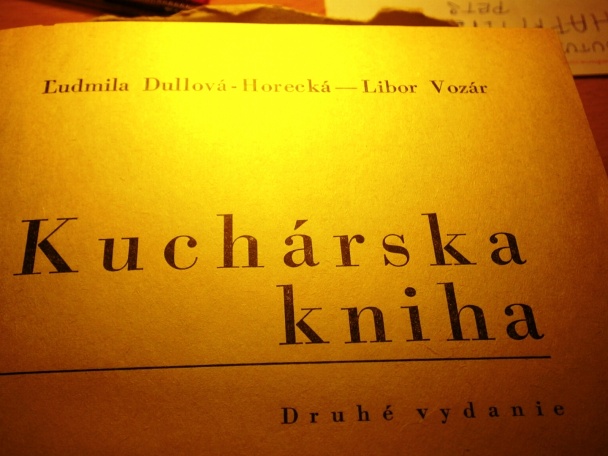 Ľudmila Dullová-Horecká — Libor Vozár
Kuchárska
kniha
Druhé vydanie